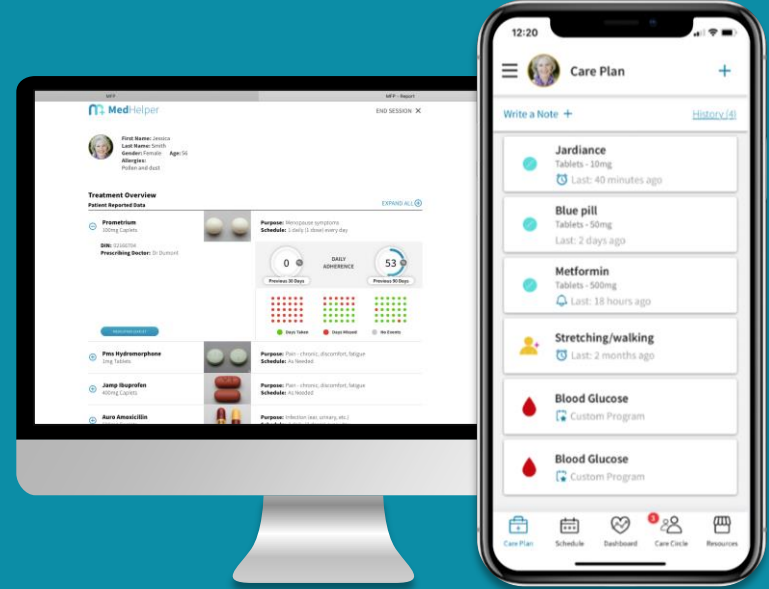 MFP
MFP - Report
MedHelper
END SESSION ✕
First Name: Jessica
Last Name: Smith
Gender: Female Age: 56
Allergies:
Pollen and dust
Treatment Overview
Patient Reported Data
EXPAND ALL
Prometrium
100mg Caplets
Purpose: Menopause symptoms
Schedule: 1 daily (1 dose) every day
DIN:
Prescribing Doctor: Dr Dumont
0 %
DAILY
ADHERENCE
53 %
Previous 30 Days
Previous 90 Days
Days Taken
Days Missed
No Events
Pms Hydromorphone
1mg Tablets
Purpose: Pain - chronic, discomfort, fatigue
Schedule: As Needed
Jamp Ibuprofen
400mg Caplets
Purpose: Pain - chronic, discomfort, fatigue
Schedule: As Needed
Auro Amoxicillin
Purpose: Infection (ear, urinary, etc.)
12:20
Care Plan
+
Write a Note +
History (4)
Jardiance
Tablets - 10mg
Last: 40 minutes ago
Blue pill
Tablets - 50mg
Last: 2 days ago
Metformin
Tablets - 500mg
Last: 18 hours ago
Stretching/walking
Last: 2 months ago
Blood Glucose
Custom Program
Blood Glucose
Custom Program
Care Plan
Schedule
Dashboard
Care Circle
Resources